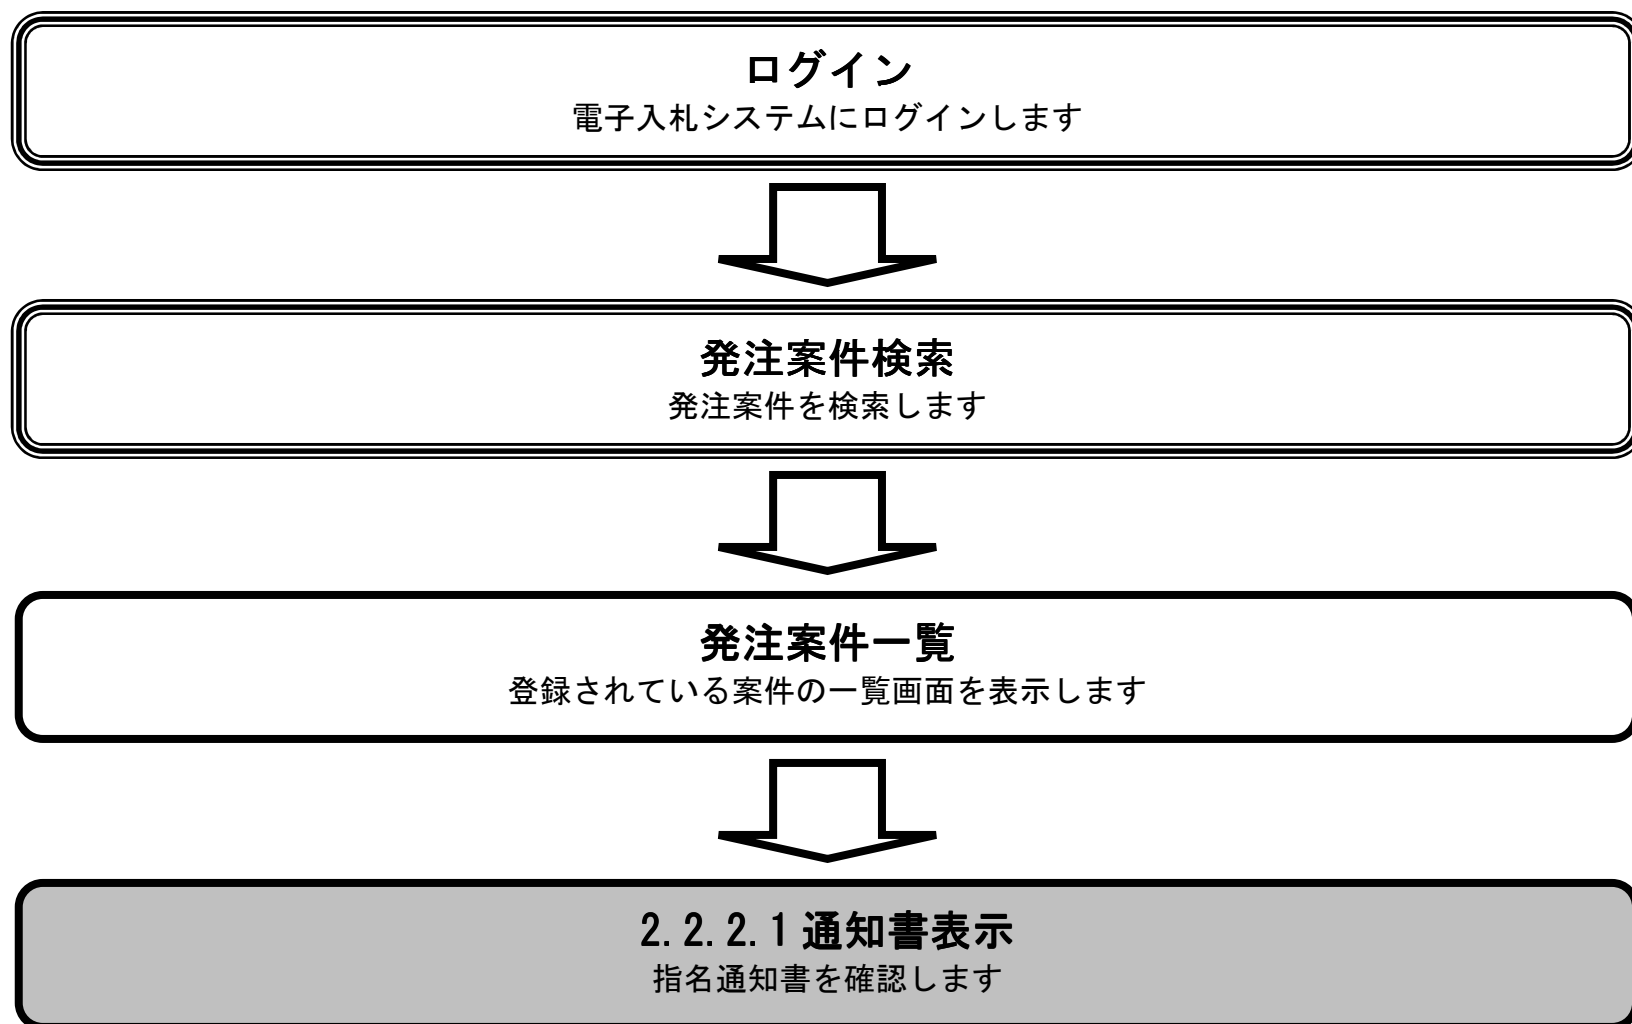 ログイン
電子入札システムにログインします
発注案件検索
発注案件を検索します
発注案件一覧
登録されている案件の一覧画面を表示します
2.2.2.1通知書表示
指名通知書を確認します